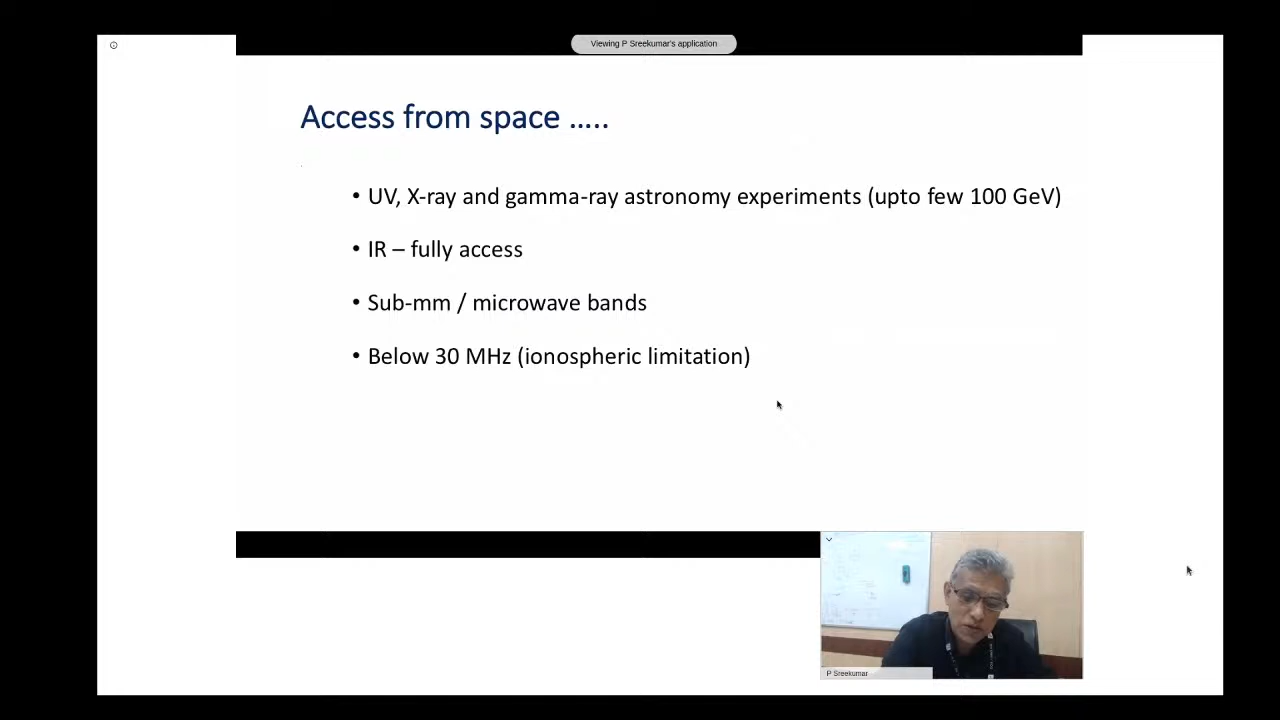 Viewing P Sreekumar's application
Access from space .....
• UV, X-ray and gamma-ray astronomy experiments (upto few 100 GeV)
• IR – fully access
• Sub-mm / microwave bands
• Below 30 MHz (ionospheric limitation)
P Sreekumar